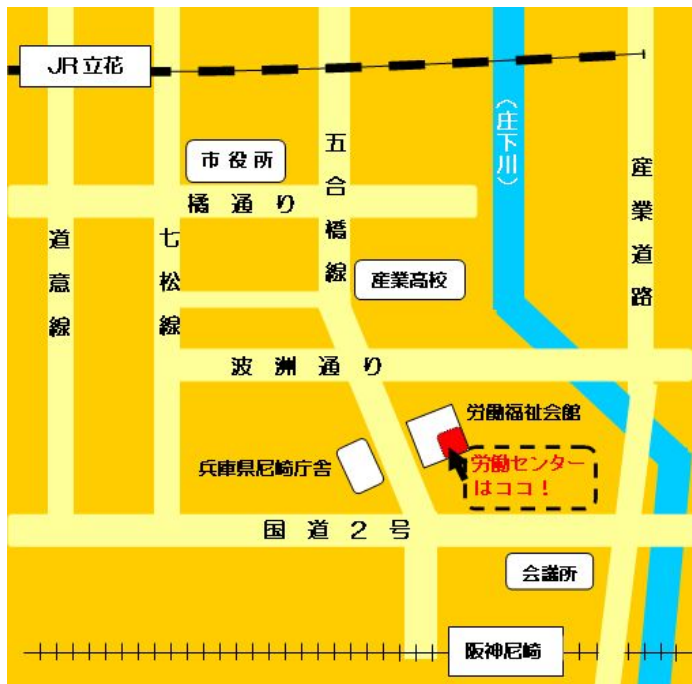 JR立花
市役所
橘通り
五合橋線
(庄下川)
産業道路
道意線
七松線
産業高校
波洲通り
労働福祉会館
兵庫県尼崎庁舎
労働センター
はココ!
国道2号
会議所
阪神尼崎